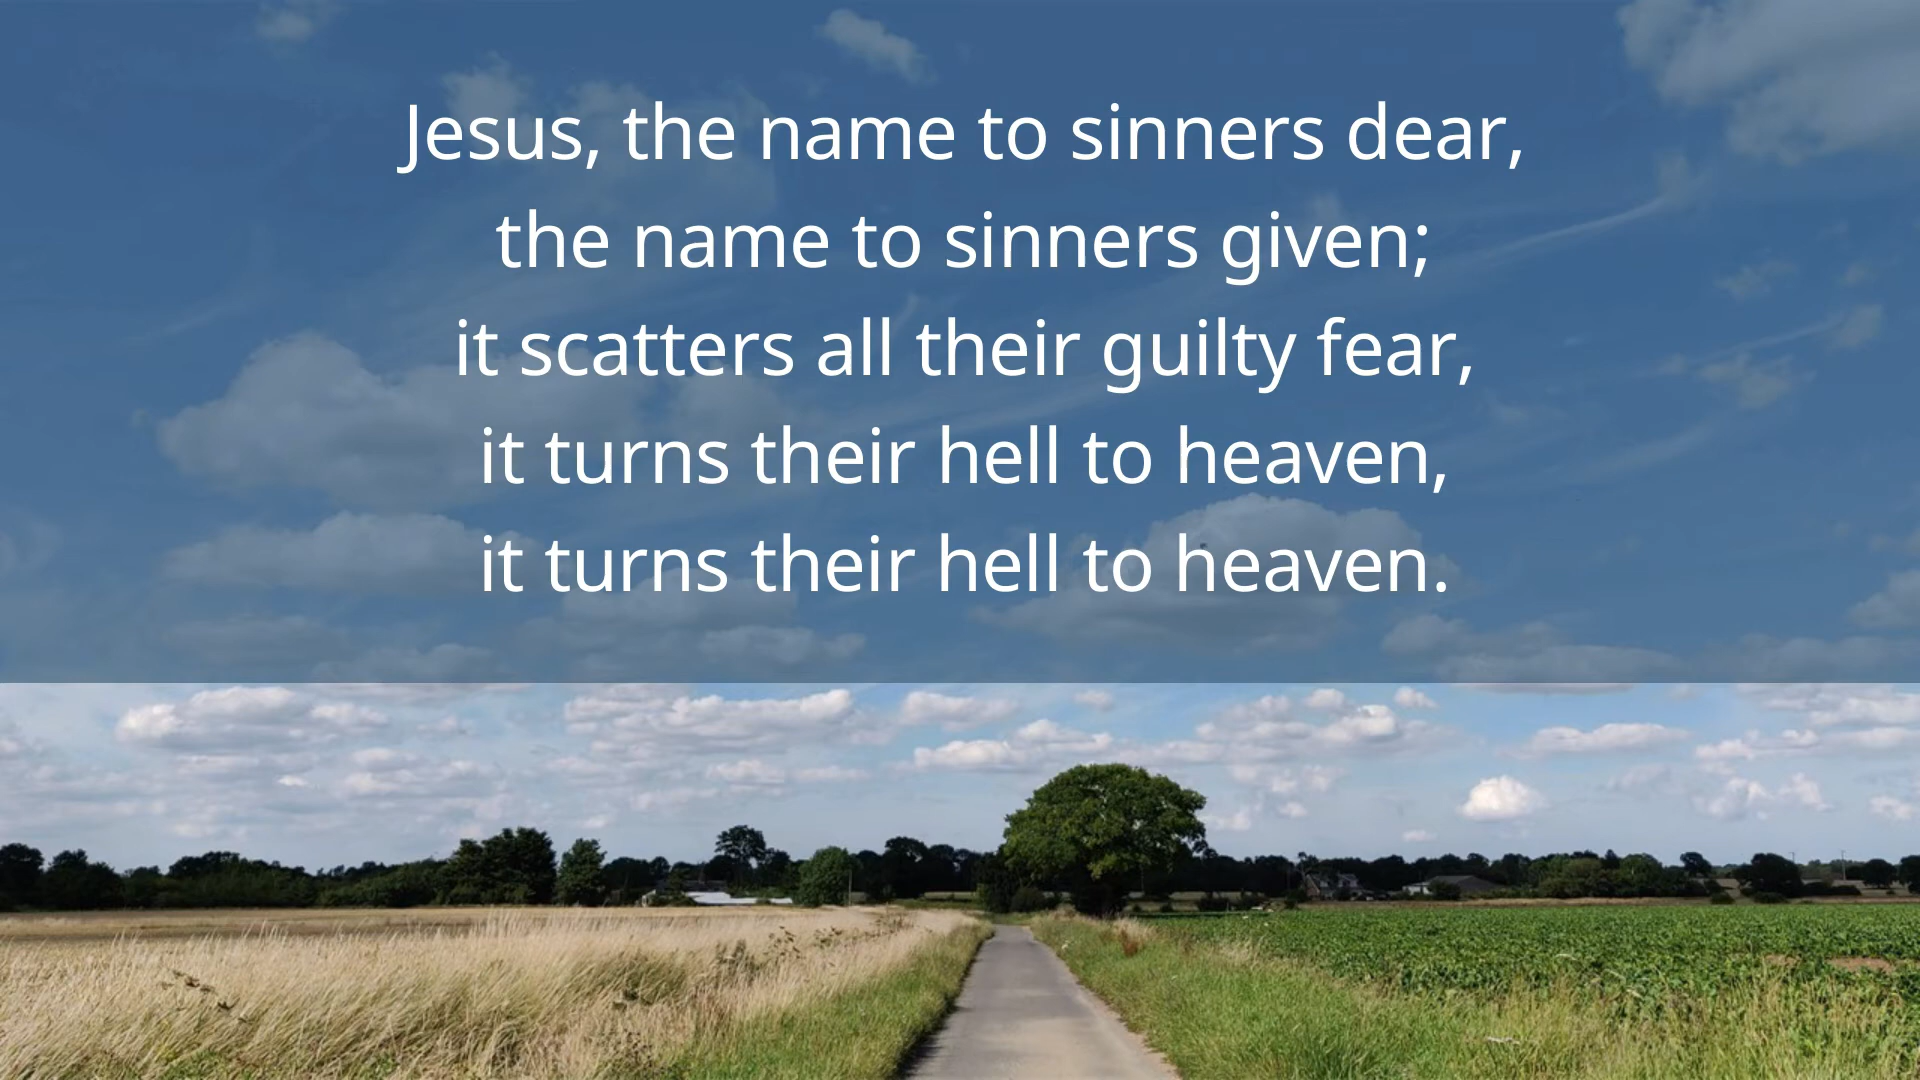 Jesus, the name to sinners dear,
the name to sinners given;
it scatters all their guilty fear,
it turns their hell to heaven,
it turns their hell to heaven.